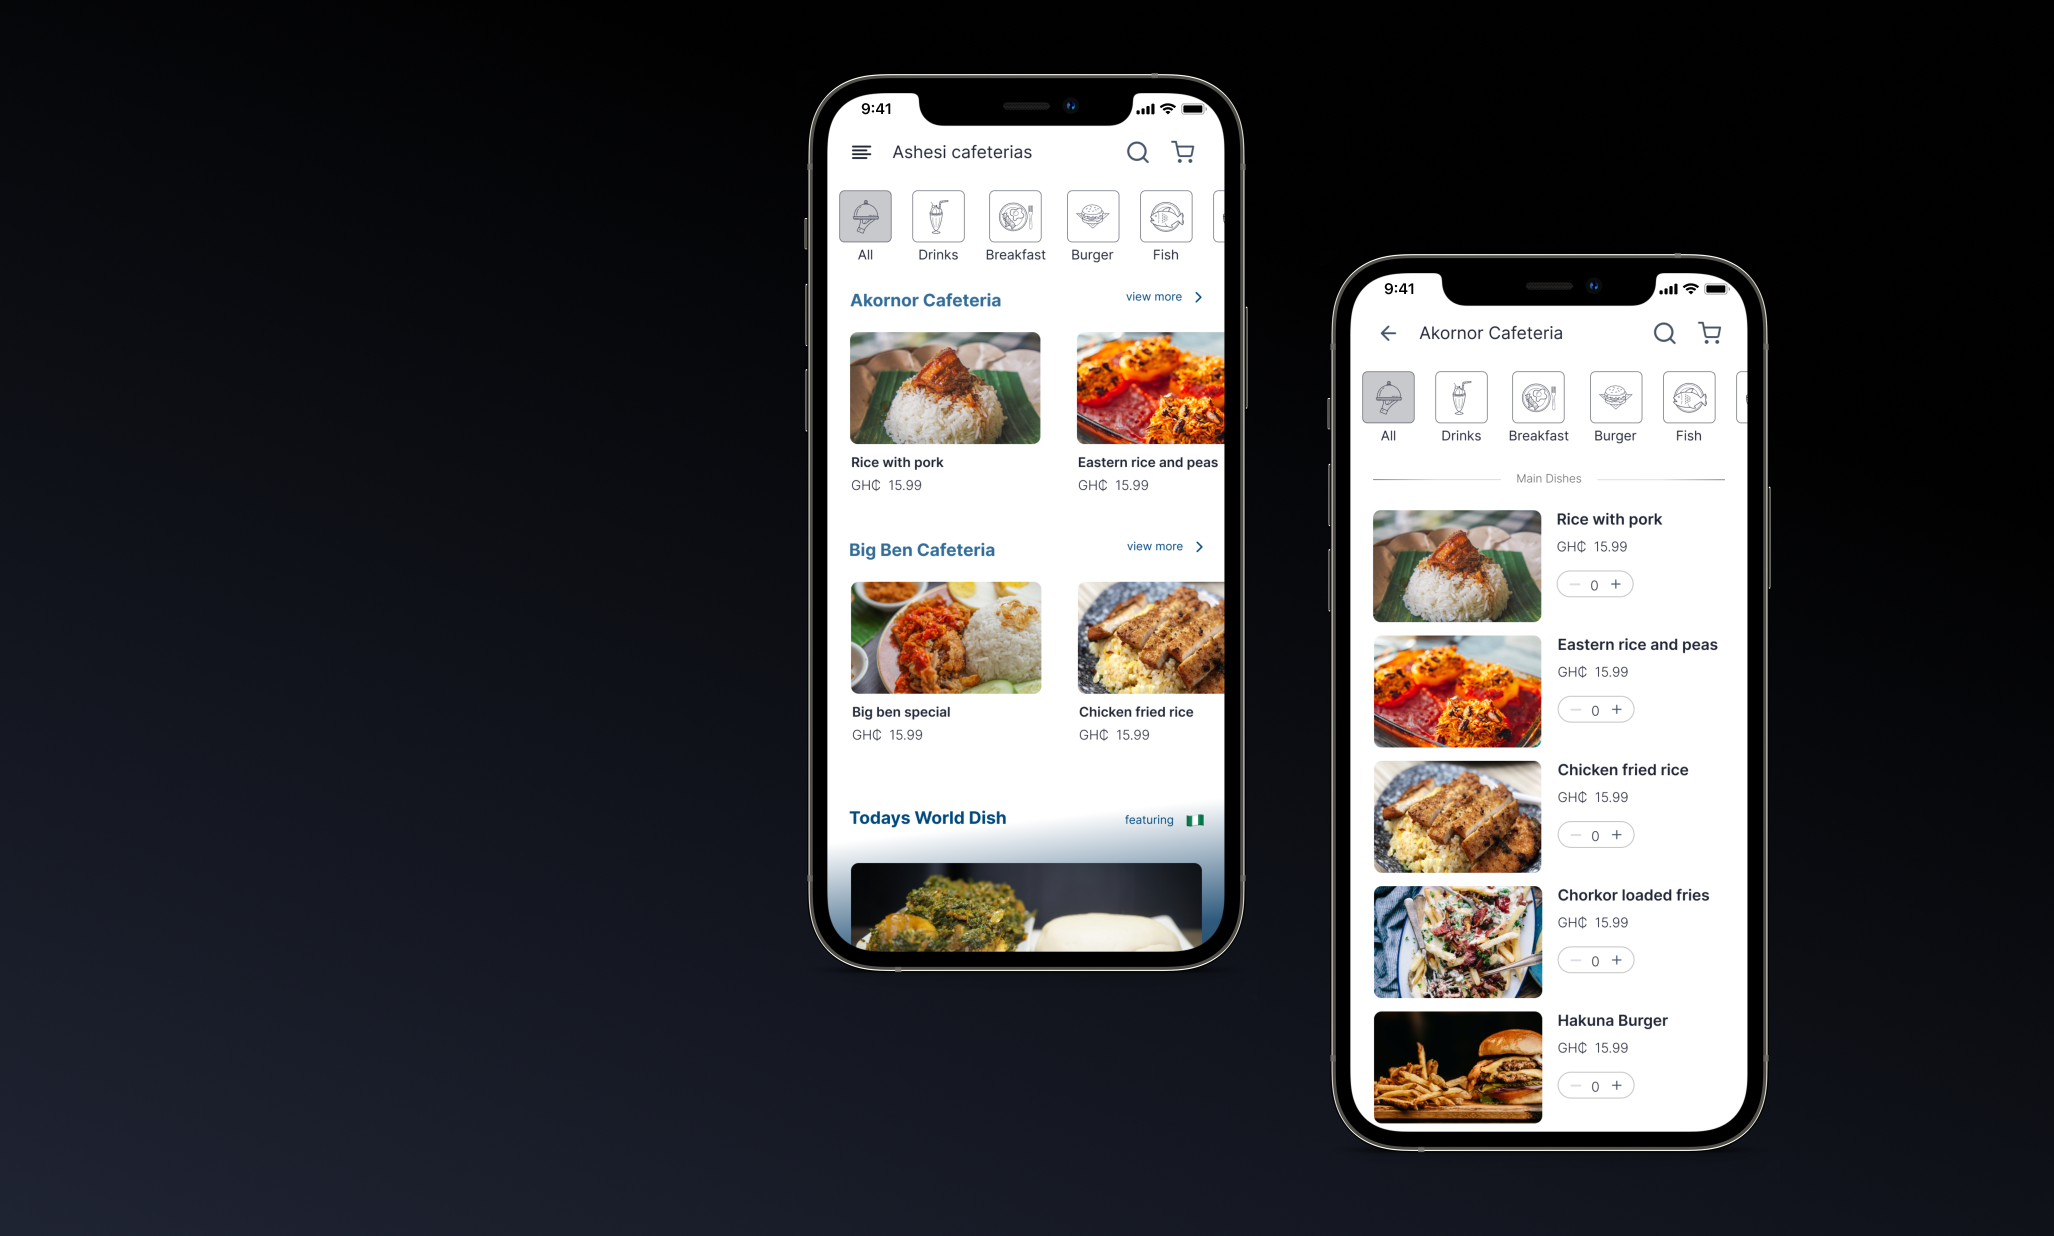 9:41
Ashesi cafeterias
All Drinks Breakfast Burger Fish
Akornor Cafeteria view more
Rice with pork Eastern rice and peas
GH₵ 15.99 GH₵ 15.99
Big Ben Cafeteria view more
Big ben special Chicken fried rice
GH₵ 15.99 GH₵ 15.99
Todays World Dish featuring
9:41
Akornor Cafeteria
All Drinks Breakfast Burger Fish
Main Dishes
Rice with pork
GH₵ 15.99
0
Eastern rice and peas
GH₵ 15.99
0
Chicken fried rice
GH₵ 15.99
0
Chorkor loaded fries
GH₵ 15.99
0
Hakuna Burger
GH₵ 15.99
0